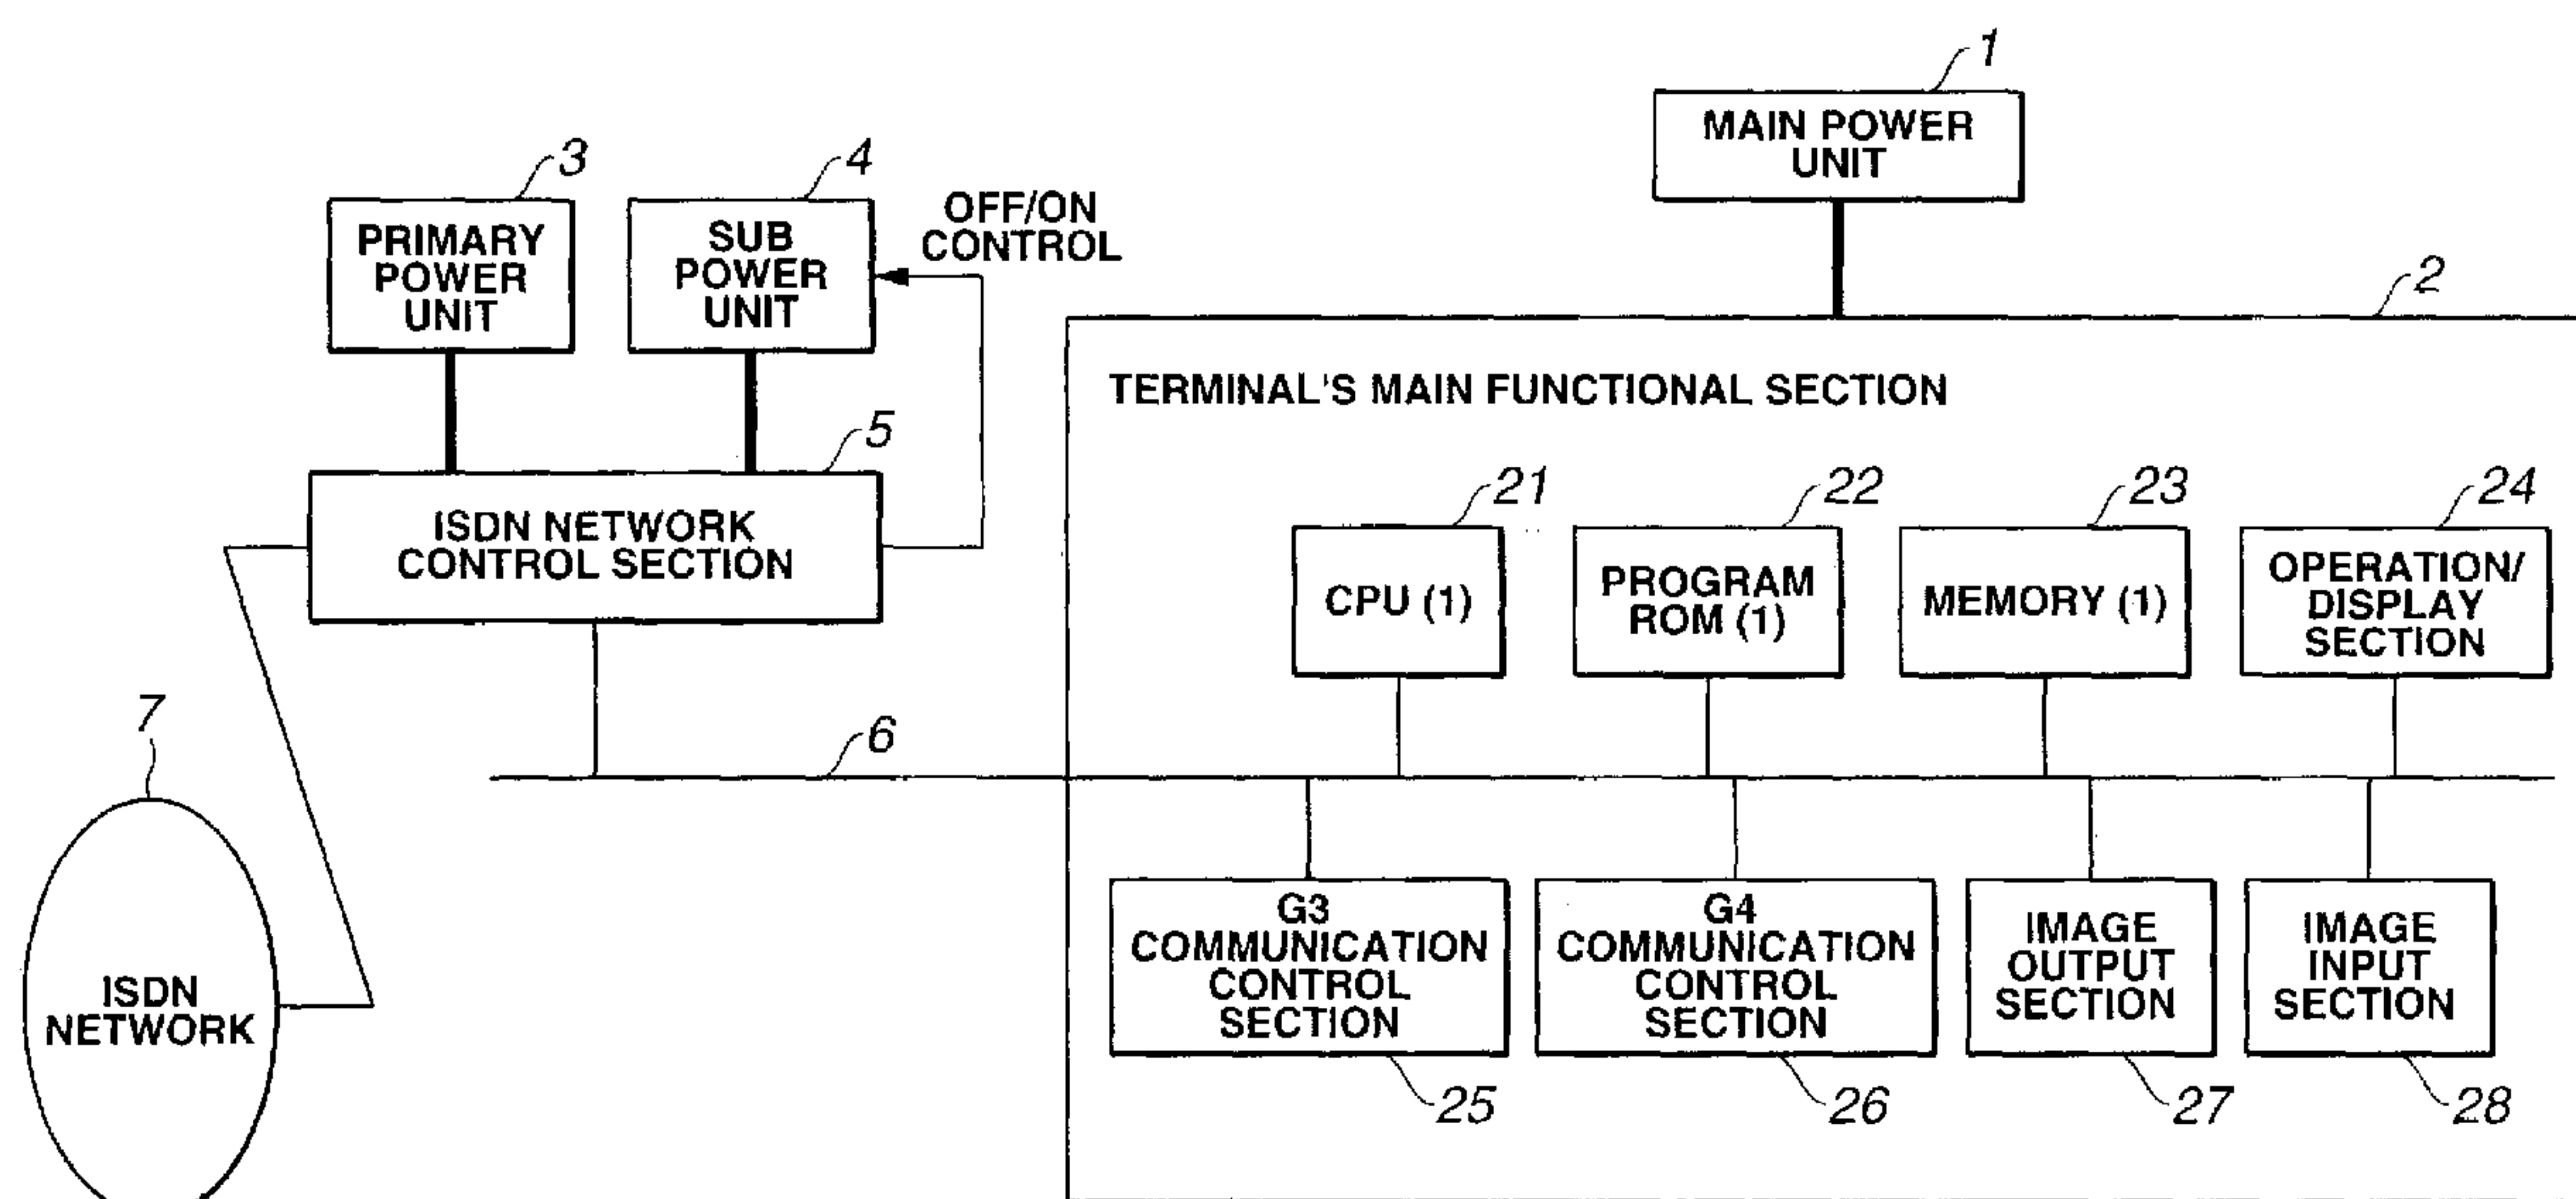 1
MAIN POWER
UNIT
3
PRIMARY
POWER
UNIT
4
SUB
POWER
UNIT
OFF/ON
CONTROL
2
TERMINAL'S MAIN FUNCTIONAL SECTION
5
ISDN NETWORK
CONTROL SECTION
21
CPU (1)
22
PROGRAM
ROM (1)
23
MEMORY (1)
24
OPERATION/
DISPLAY
SECTION
6
7
ISDN
NETWORK
G3
COMMUNICATION
CONTROL
SECTION
25
G4
COMMUNICATION
CONTROL
SECTION
26
IMAGE
OUTPUT
SECTION
27
IMAGE
INPUT
SECTION
28